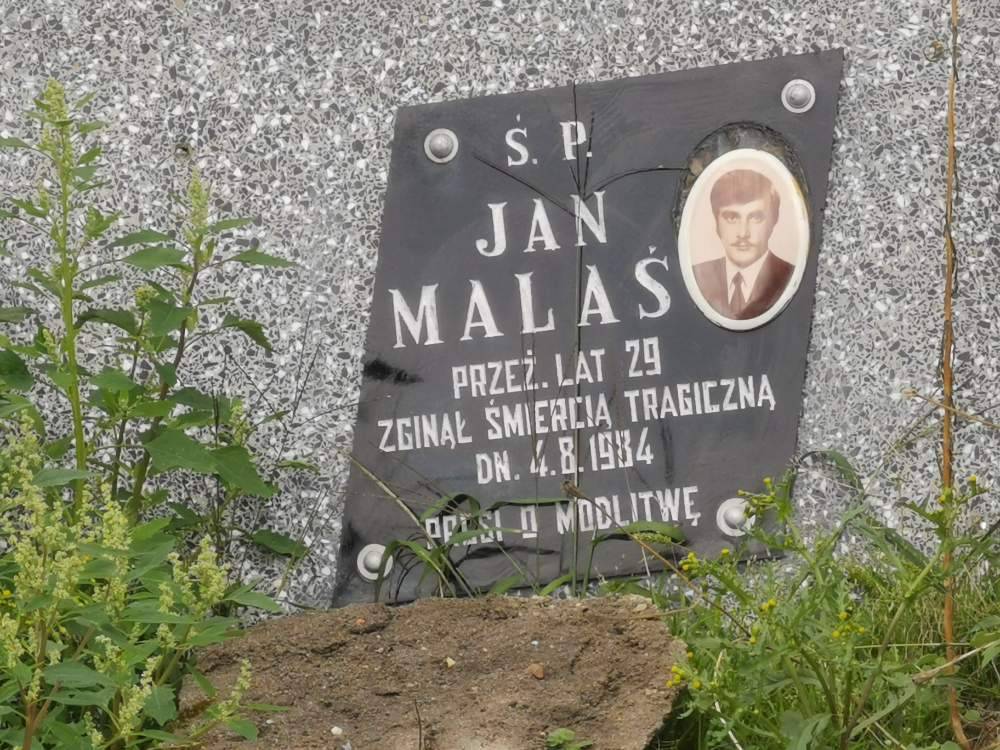 Ś. P.
JAN
MALAŚ
PRZEŻ. LAT 29
ZGINĄŁ ŚMIERCIĄ TRAGICZNĄ
DN. 4.8.1984
PROSI O MODLITWĘ